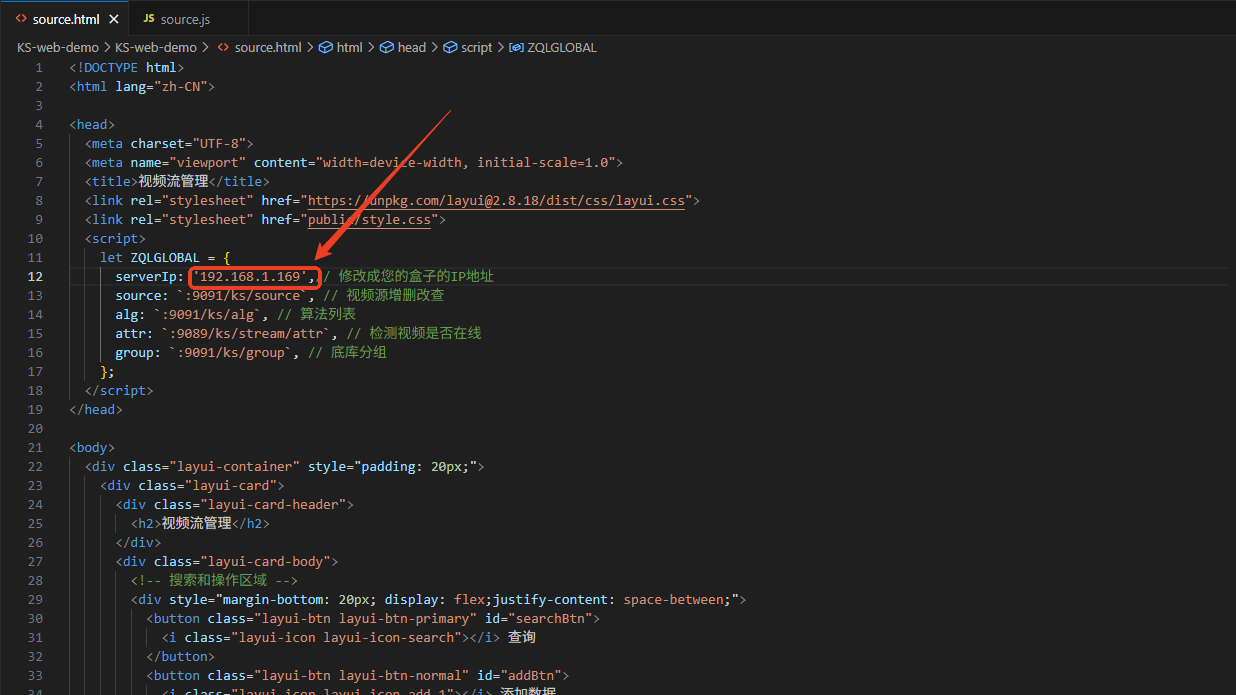 source.html
JS source.js
KS-web-demo > KS-web-demo > source.html > html > head > script > ZQLGLOBAL
1 <!DOCTYPE html>
2 <html lang="zh-CN">
3
4 <head>
5 <meta charset="UTF-8">
6 <meta name="viewport" content="width=device-width, initial-scale=1.0">
7 <title>视频流管理</title>
8 <link rel="stylesheet" href="https://unpkg.com/layui@2.8.18/dist/css/layui.css">
9 <link rel="stylesheet" href="public/style.css">
10 <script>
11 let ZQLGLOBAL = {
12 serverIp: '192.168.1.169', // 修改成您的盒子的IP地址
13 source: `:9091/ks/source`, // 视频源增删改查
14 alg: `:9091/ks/alg`, // 算法列表
15 attr: `:9089/ks/stream/attr`, // 检测视频是否在线
16 group: `:9091/ks/group`, // 底库分组
17 };
18 </script>
19 </head>
20
21 <body>
22 <div class="layui-container" style="padding: 20px;">
23 <div class="layui-card">
24 <div class="layui-card-header">
25 <h2>视频流管理</h2>
26 </div>
27 <div class="layui-card-body">
28 <!-- 搜索和操作区域 -->
29 <div style="margin-bottom: 20px; display: flex;justify-content: space-between;">
30 <button class="layui-btn layui-btn-primary" id="searchBtn">
31 <i class="layui-icon layui-icon-search"></i> 查询
32 </button>
33 <button class="layui-btn layui-btn-normal" id="addBtn">
34 <i class="layui-icon layui-icon-add-1"></i> 添加数据